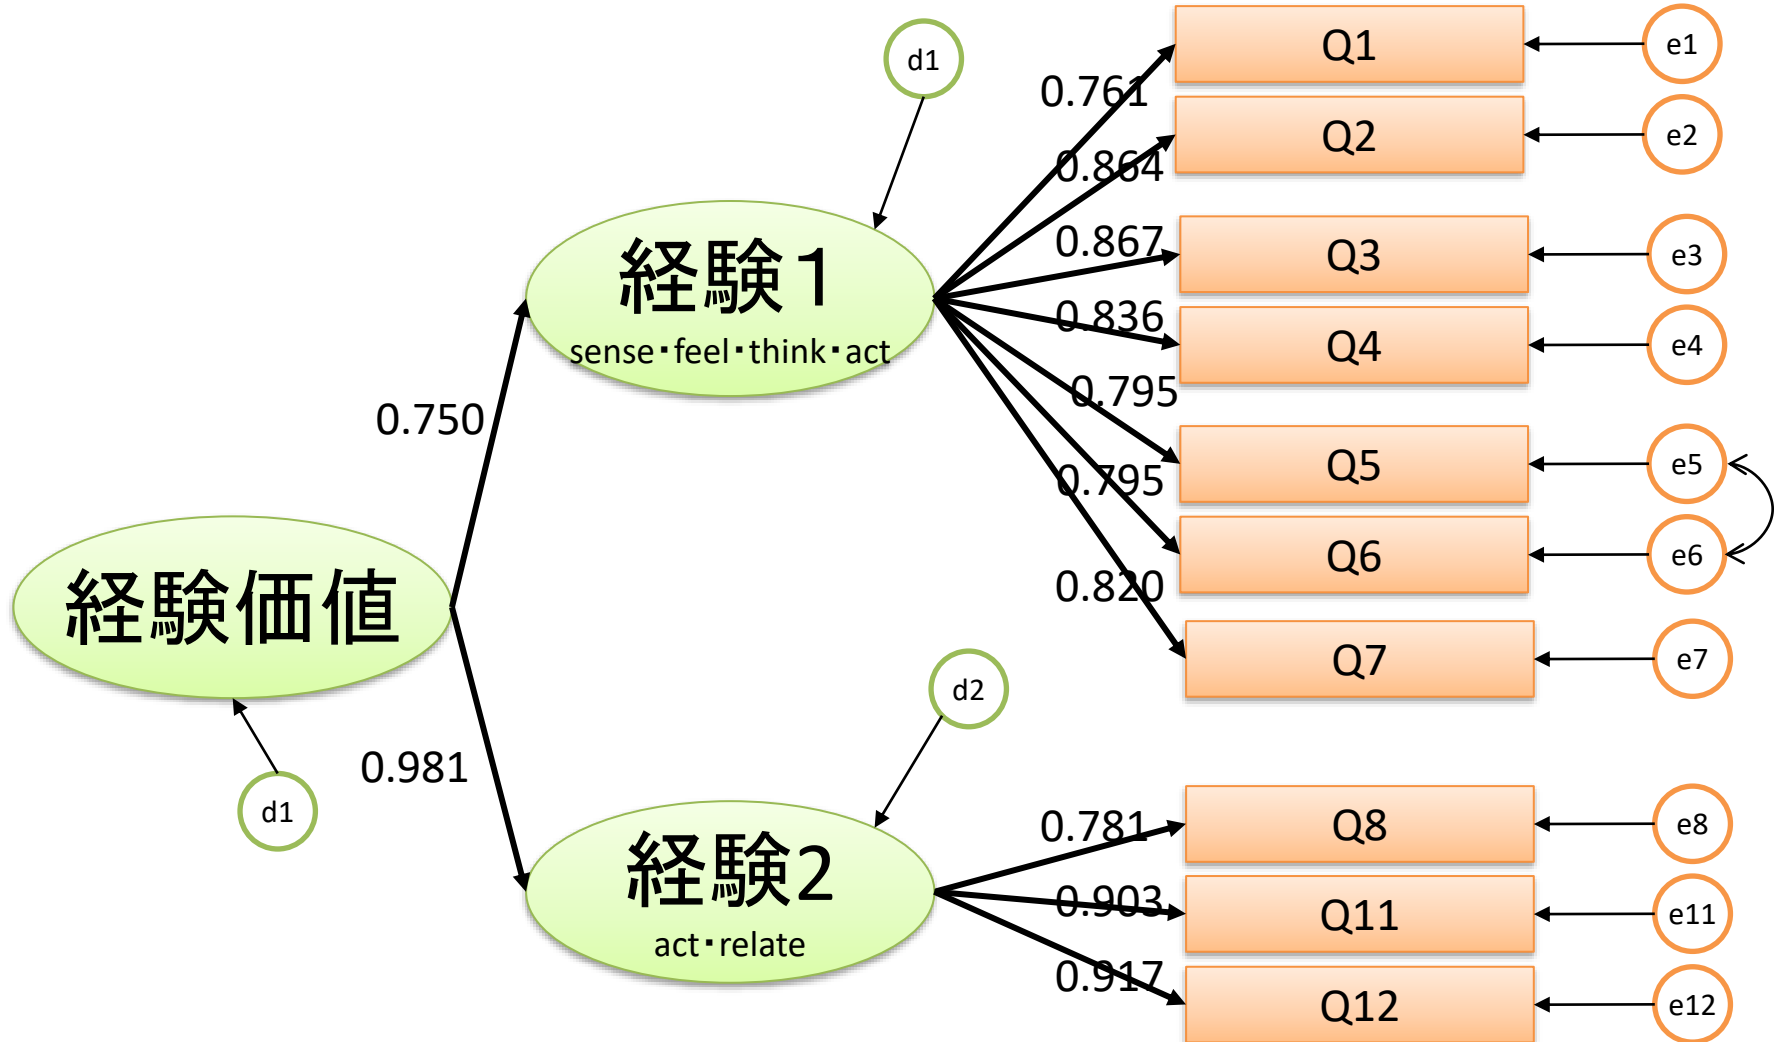 d1
Q1
e1
0.761
Q2
e2
0.864
経験1
sense・feel・think・act
0.867
Q3
e3
0.836
Q4
e4
0.795
Q5
e5
0.795
Q6
e6
0.820
Q7
e7
0.750
経験価値
d1
0.981
d2
経験2
act・relate
0.781
Q8
e8
0.903
Q11
e11
0.917
Q12
e12